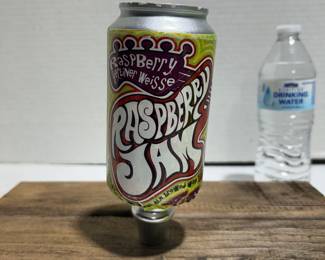 RASPBERRY
BERLINER WEISSE
RASPBERRY
JAM
DRINKING
WATER